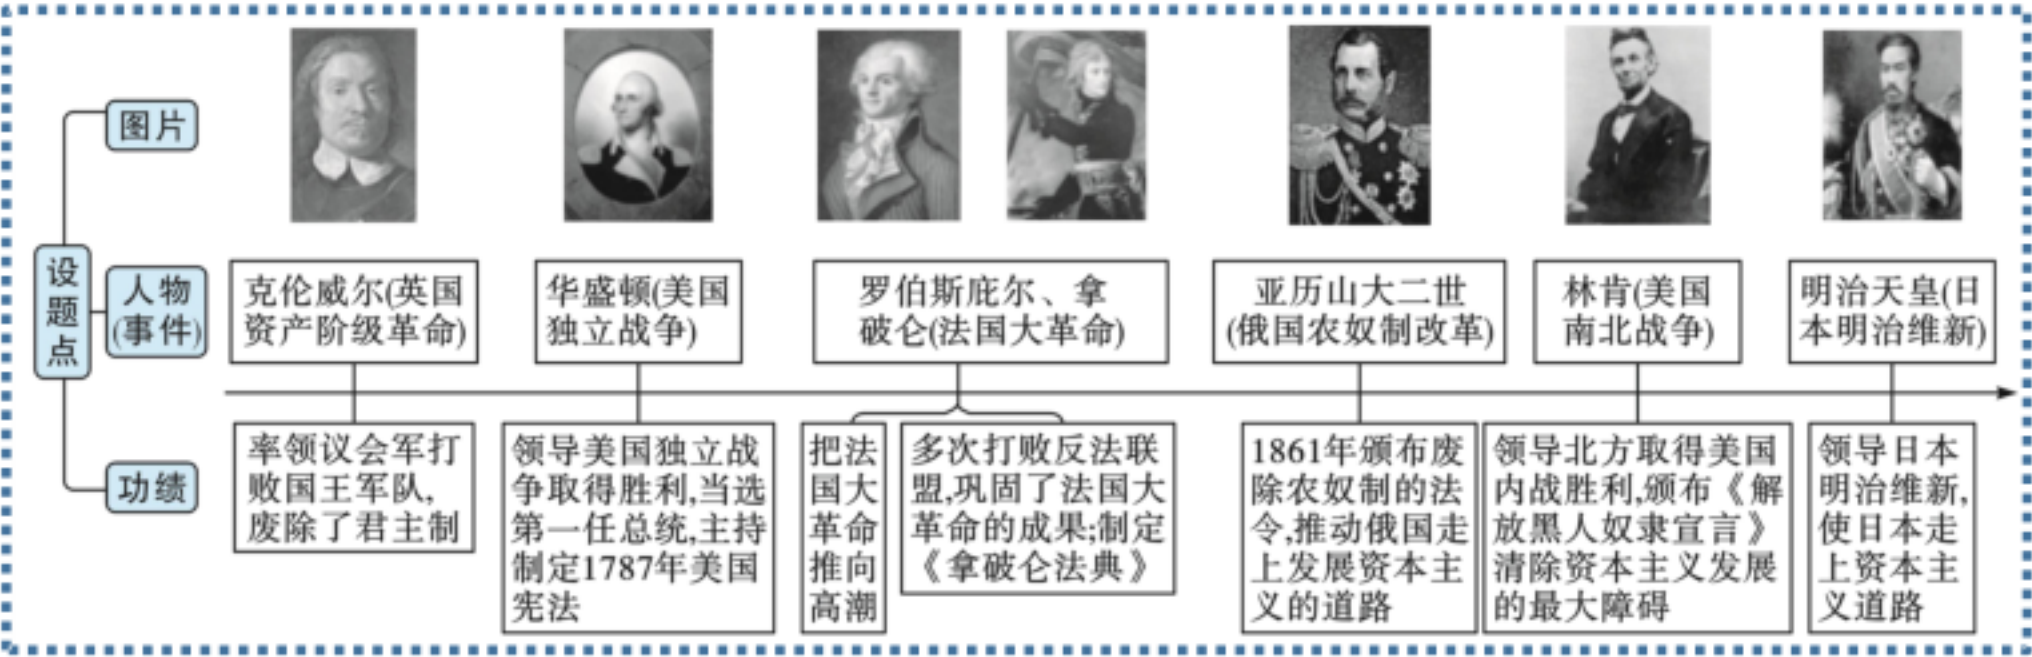 图片
设
题
点
人物
(事件)
克伦威尔(英国
资产阶级革命)
华盛顿(美国
独立战争)
罗伯斯庇尔、拿
破仑(法国大革命)
亚历山大二世
(俄国农奴制改革)
林肯(美国
南北战争)
明治天皇(日
本明治维新)
功绩
率领议会军打
败国王军队,
废除了君主制
领导美国独立战
争取得胜利,当选
第一任总统,主持
制定1787年美国
宪法
把法
国大
革命
推向
高潮
多次打败反法联
盟,巩固了法国大
革命的成果;制定
《拿破仑法典》
1861年颁布废
除农奴制的法
令,推动俄国走
上发展资本主
义的道路
领导北方取得美国
内战胜利,颁布《解
放黑人奴隶宣言》
清除资本主义发展
的最大障碍
领导日本
明治维新,
使日本走
上资本主
义道路